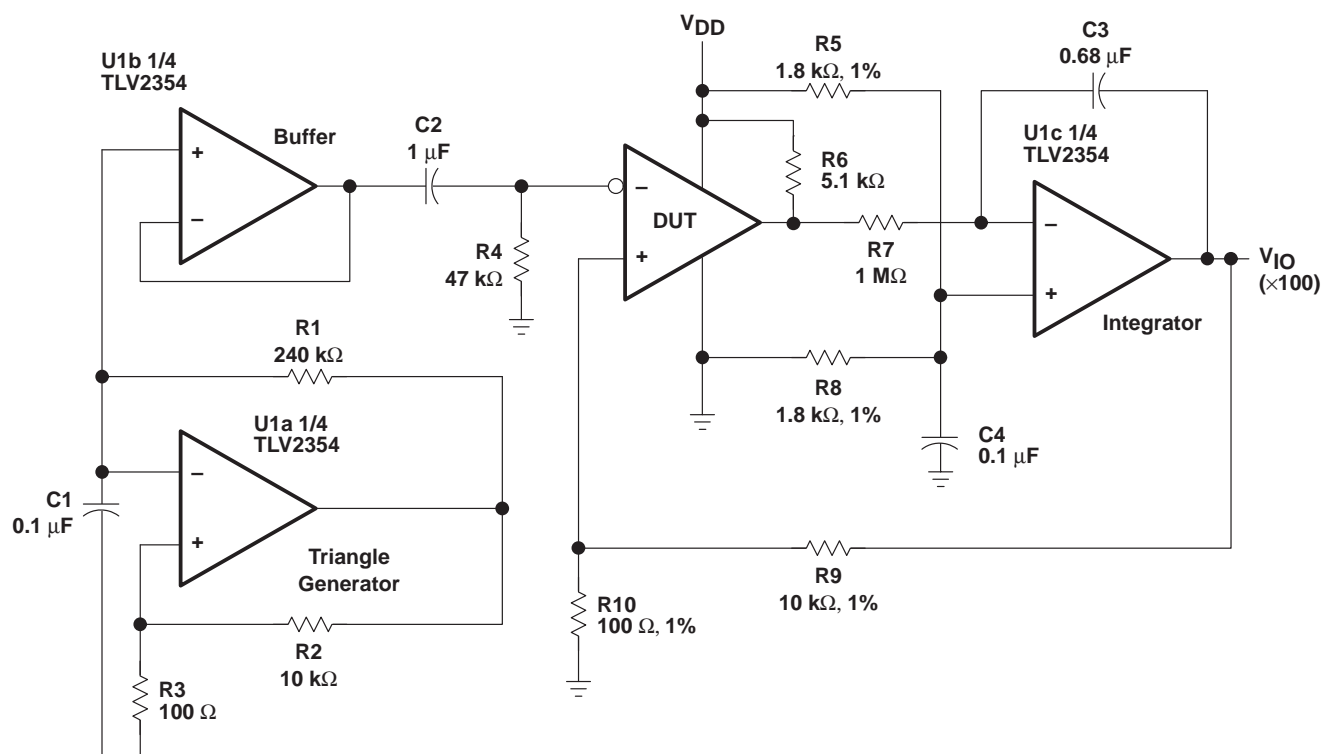 U1b 1/4
TLV2354
Buffer
+
−
C2
1 μF
R4
47 kΩ
VDD
R5
1.8 kΩ, 1%
C3
0.68 μF
U1c 1/4
TLV2354
R6
5.1 kΩ
−
DUT
+
R7
1 MΩ
−
+
Integrator
VIO
(×100)
R8
1.8 kΩ, 1%
C4
0.1 μF
R1
240 kΩ
U1a 1/4
TLV2354
−
+
C1
0.1 μF
Triangle
Generator
R2
10 kΩ
R3
100 Ω
R9
10 kΩ, 1%
R10
100 Ω, 1%